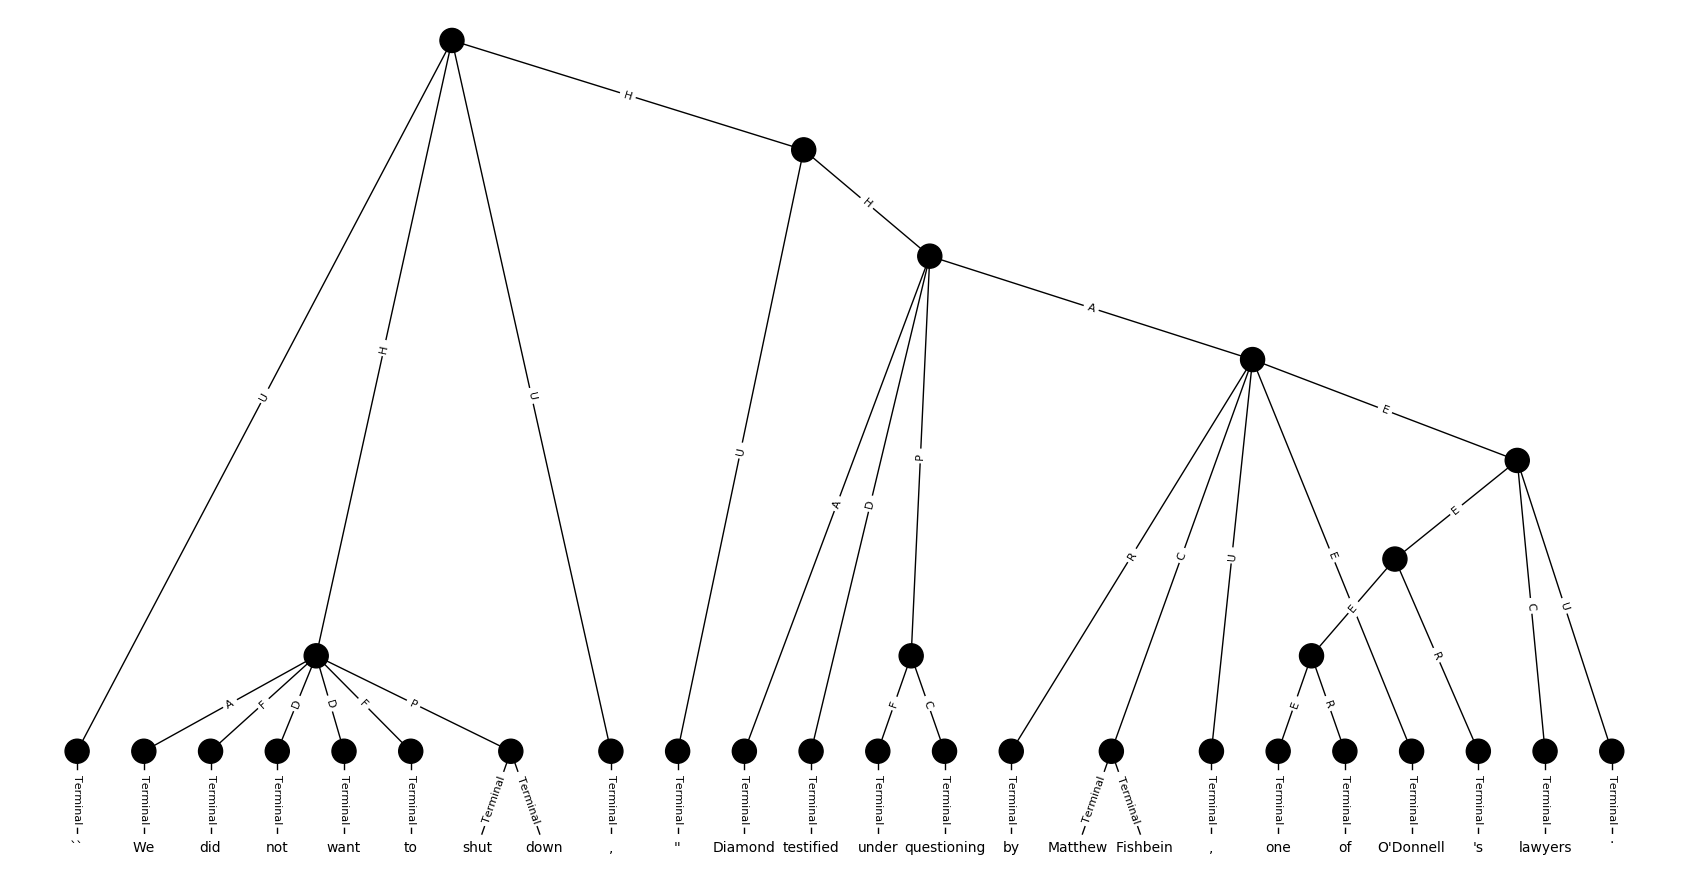 H
H
A
U
H
U
E
U
P
E
A
D
R
C
U
E
E
C
U
R
A
F
D
D
F
P
F
C
E
R
Terminal Terminal Terminal Terminal Terminal Terminal Terminal Terminal Terminal Terminal Terminal Terminal Terminal Terminal Terminal Terminal Terminal Terminal Terminal Terminal Terminal Terminal Terminal Terminal
`` We did not want to shut down , " Diamond testified under questioning by Matthew Fishbein , one of O'Donnell 's lawyers .